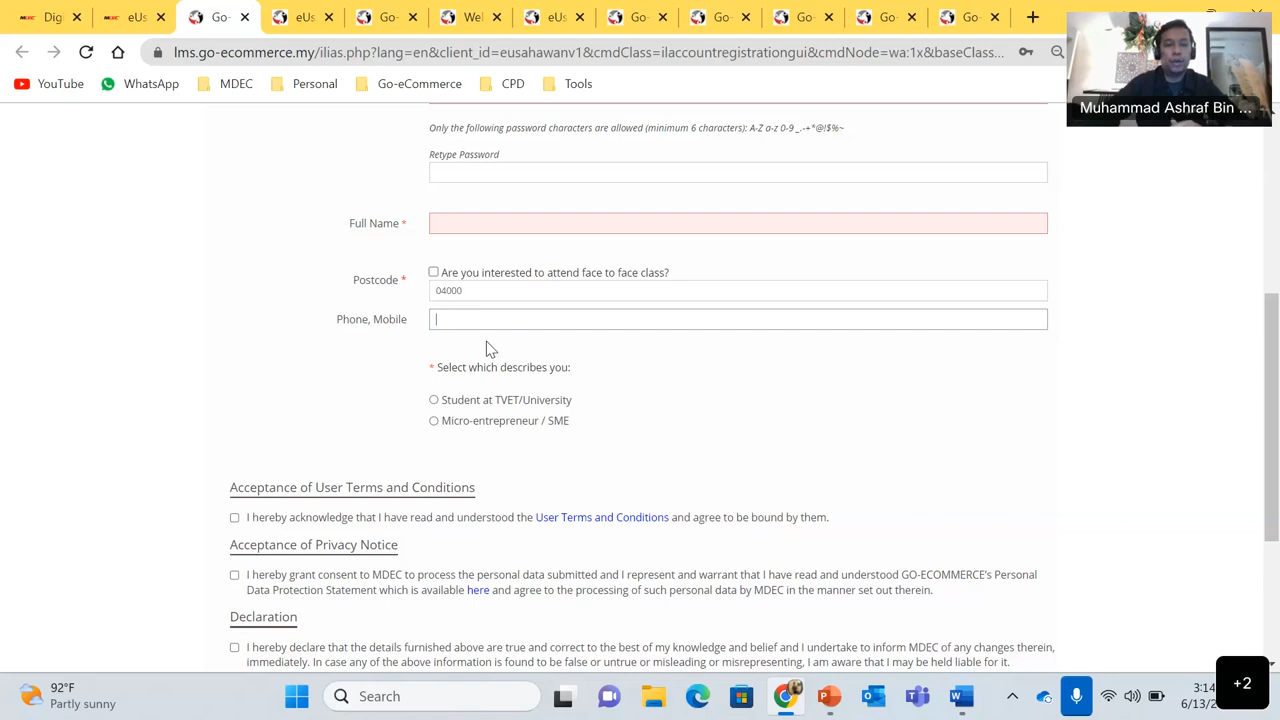 Dig
eUs
Go-
Go-
Wel
eUs
Go-
Go-
Go-
Go-
Go-
lms.go-ecommerce.my/ilias.php?lang=en&client_id=
nv1&cmdClass=ilaccountregistrationgui&cmdNode=
&baseClass...
YouTube WhatsApp MDEC Personal Go-eCommerce CPD Tools
Muhammad Ashraf Bin ...
Only the following password characters are allowed (minimum 6 characters): A-Z a-z 0-9 _.-+*@!$%~
Retype Password
Full Name *
Are you interested to attend face to face class?
Postcode *
04000
Phone, Mobile
* Select which describes you:
Student at TVET/University
Micro-entrepreneur / SME
Acceptance of User Terms and Conditions
I hereby acknowledge that I have read and understood the User Terms and Conditions and agree to be bound by them.
Acceptance of Privacy Notice
I hereby grant consent to MDEC to process the personal data submitted and I represent and warrant that I have read and understood GO-ECOMMERCE's Personal
Data Protection Statement which is available here and agree to the processing of such personal data by MDEC in the manner set out therein.
Declaration
I hereby declare that the details furnished above are true and correct to the best of my knowledge and belief and I undertake to inform MDEC of any changes therein,
immediately. In case any of the above information is found to be false or untrue or misleading or misrepresenting, I am aware that I may be held liable for it.
92°F
Partly sunny
Search
3:14
6/13/2
+2